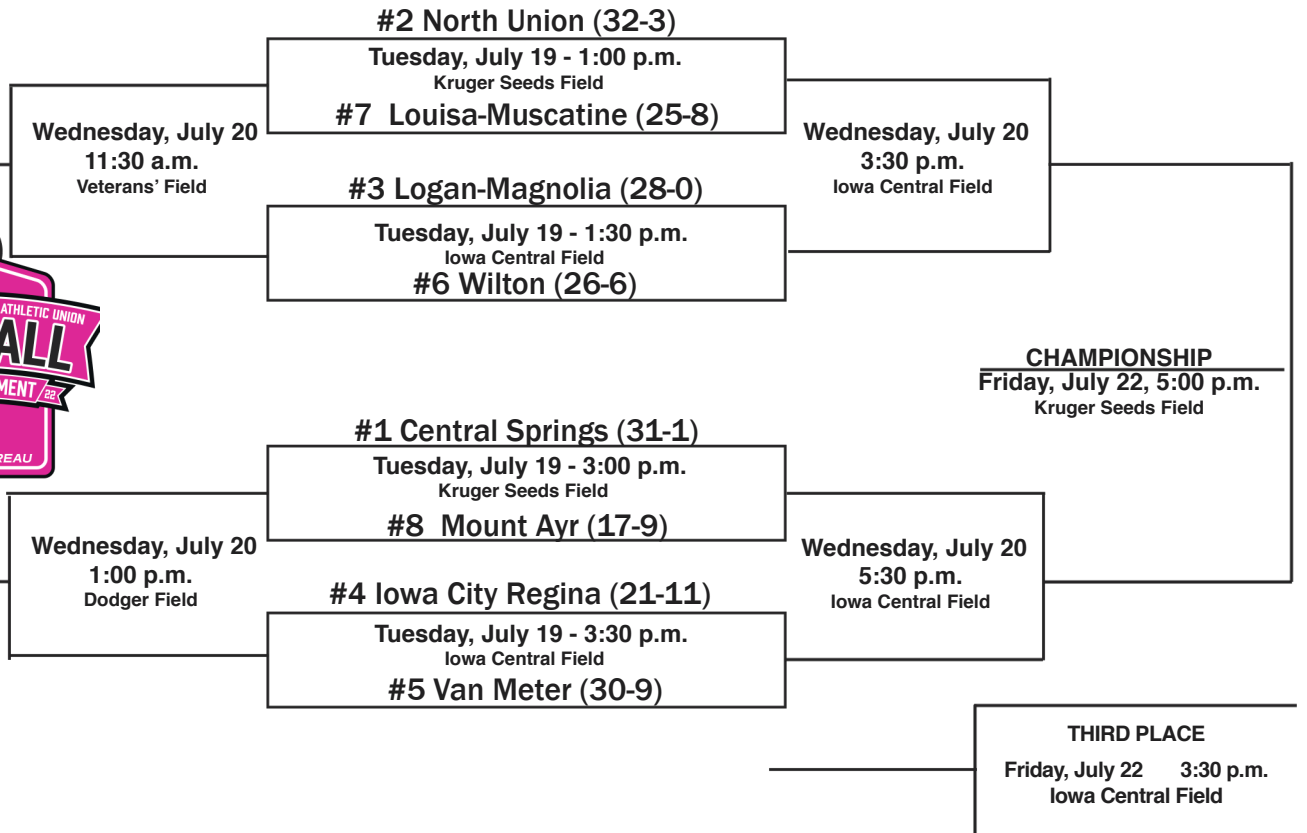 #2 North Union (32-3)
Tuesday, July 19 - 1:00 p.m.
Kruger Seeds Field
#7 Louisa-Muscatine (25-8)
Wednesday, July 20
11:30 a.m.
Veterans’ Field
Wednesday, July 20
3:30 p.m.
Iowa Central Field
#3 Logan-Magnolia (28-0)
Tuesday, July 19 - 1:30 p.m.
Iowa Central Field
#6 Wilton (26-6)
ATHLETIC UNION
ALL
MENT 22
REAU
CHAMPIONSHIP
Friday, July 22, 5:00 p.m.
Kruger Seeds Field
#1 Central Springs (31-1)
Tuesday, July 19 - 3:00 p.m.
Kruger Seeds Field
#8 Mount Ayr (17-9)
Wednesday, July 20
1:00 p.m.
Dodger Field
Wednesday, July 20
5:30 p.m.
Iowa Central Field
#4 Iowa City Regina (21-11)
Tuesday, July 19 - 3:30 p.m.
Iowa Central Field
#5 Van Meter (30-9)
THIRD PLACE
Friday, July 22 3:30 p.m.
Iowa Central Field